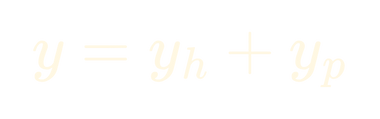 y = y_h + y_p